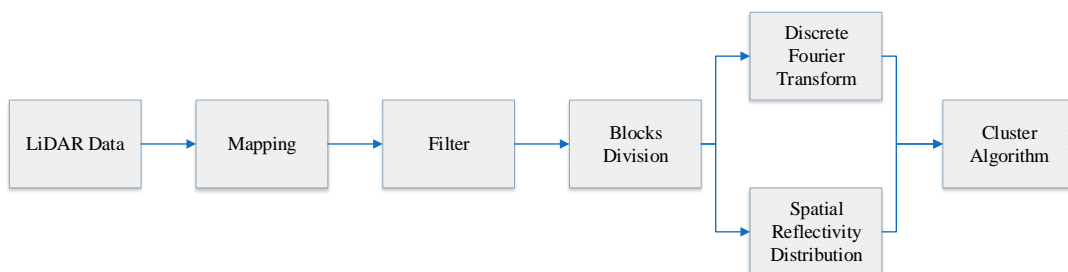 LiDAR Data
Mapping
Filter
Blocks
Division
Discrete
Fourier
Transform
Spatial
Reflectivity
Distribution
Cluster
Algorithm